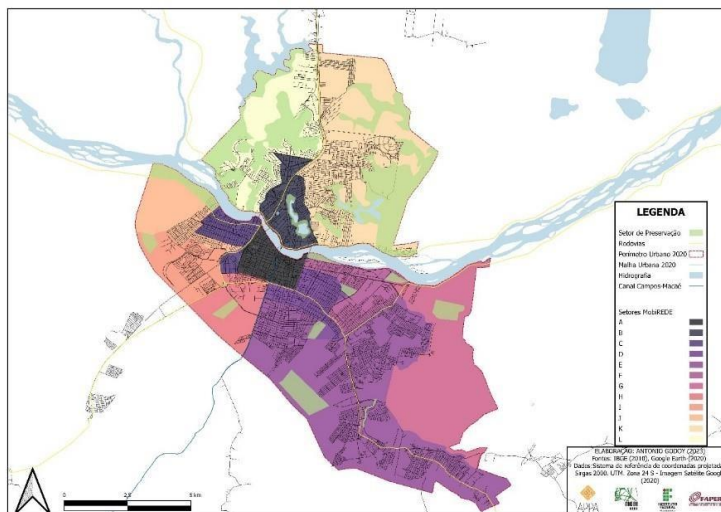 LEGENDA
Setor de Preservação
Rodovias
Perímetro Urbano 2020
Malha Urbana 2020
Hidrografia
Canal Campos-Macaé
Setores MobiREDE
A
B
C
D
E
F
G
H
I
J
K
L
ELABORAÇÃO: ANTONIO GODOY (2023)
Fontes: IBGE (2010), Google Earth (2020)
Dados:Sistema de referência de coordenadas projetada
Sirgas 2000. UTM. Zona 24 S - Imagem Satelite Google
(2020)
0 2,5 5 km